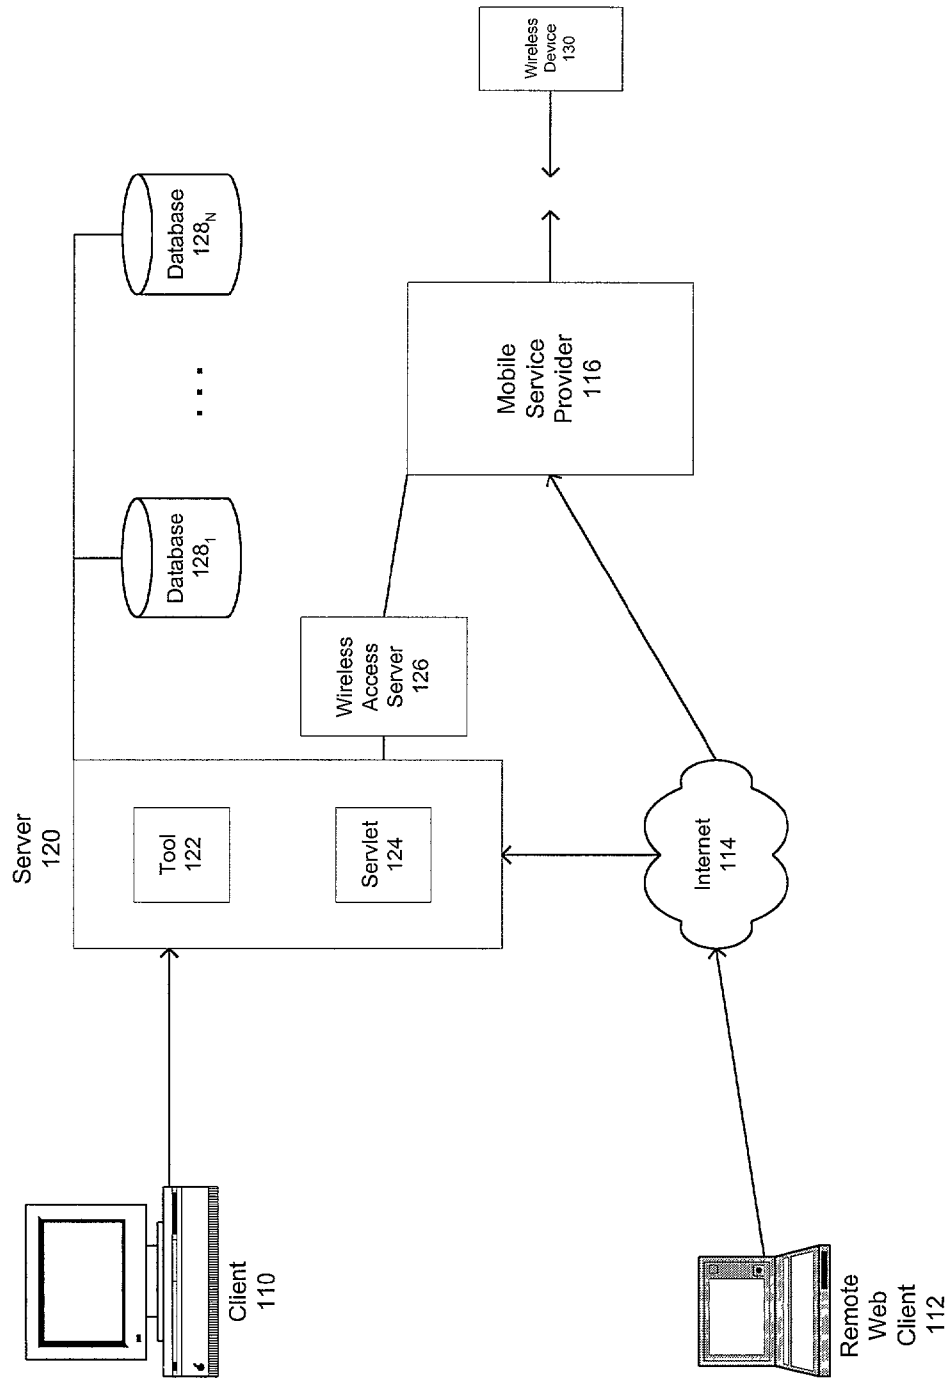 Server
120
Tool
122
Servlet
124
Database
128₁
. . .
Database
128N
Wireless
Access
Server
126
Mobile
Service
Provider
116
Wireless
Device
130
Client
110
Internet
114
Remote
Web
Client
112